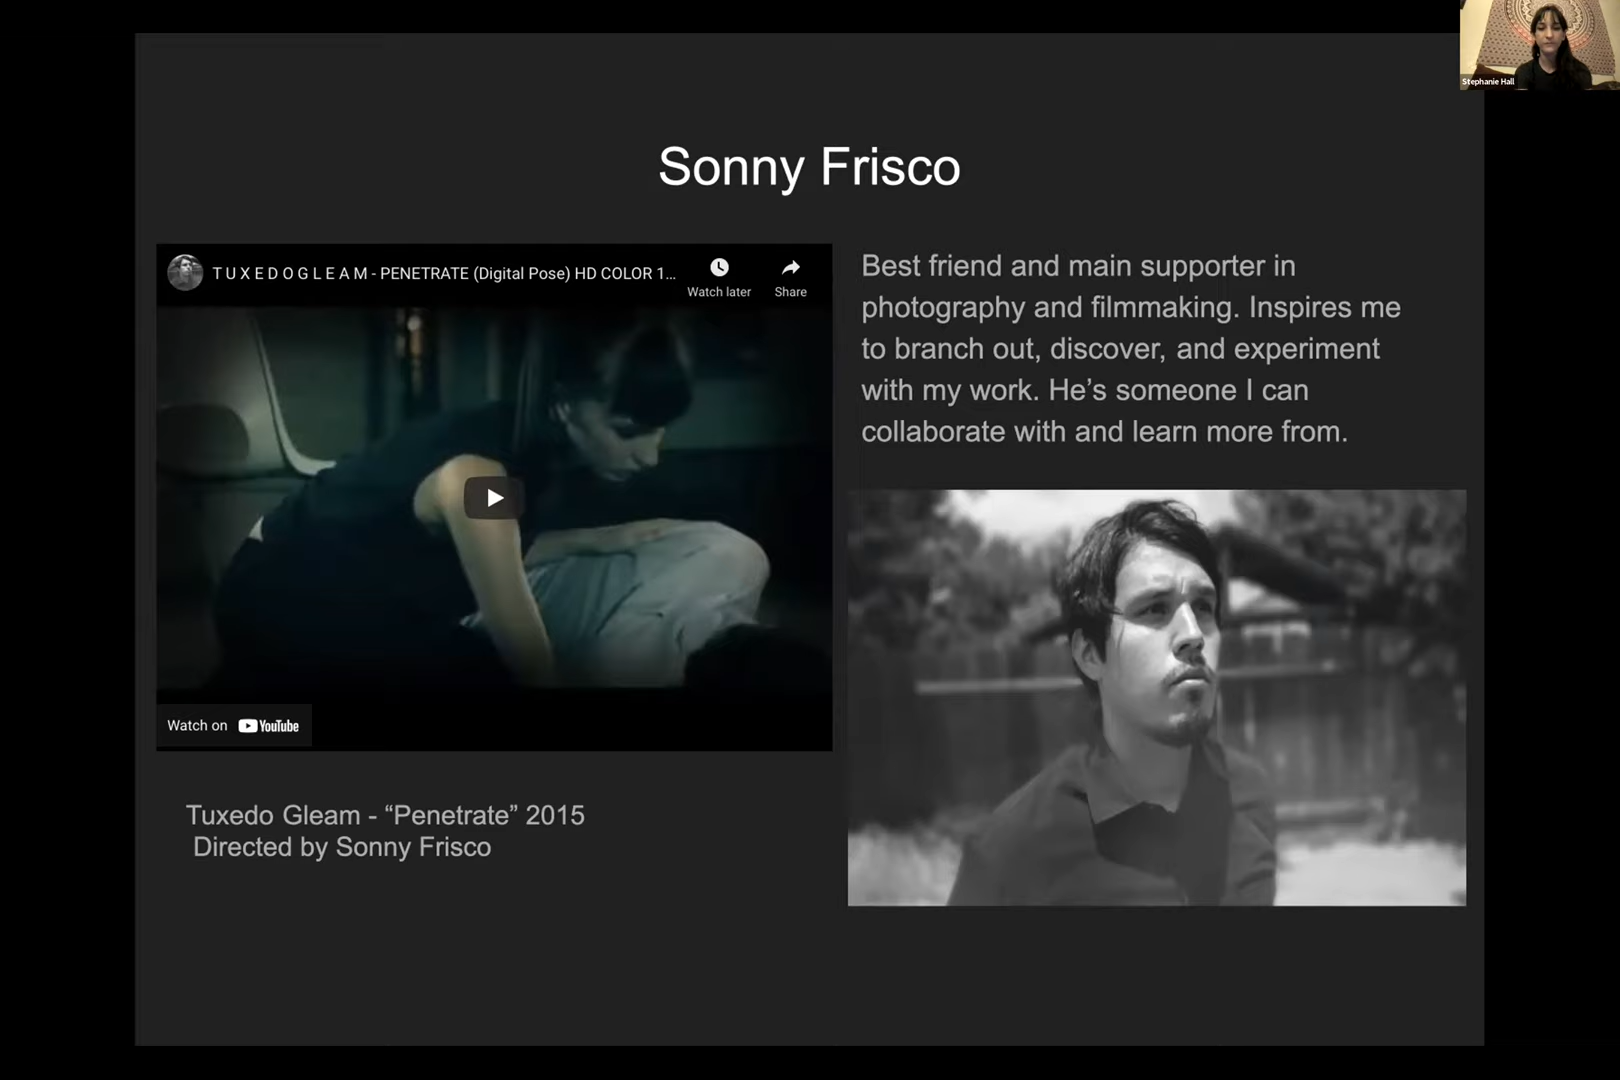 Stephanie Hall
Sonny Frisco
T U X E D O G L E A M - PENETRATE (Digital Pose) HD COLOR 1...
Watch later
Share
Watch on YouTube
Tuxedo Gleam - “Penetrate” 2015
Directed by Sonny Frisco
Best friend and main supporter in
photography and filmmaking. Inspires me
to branch out, discover, and experiment
with my work. He’s someone I can
collaborate with and learn more from.